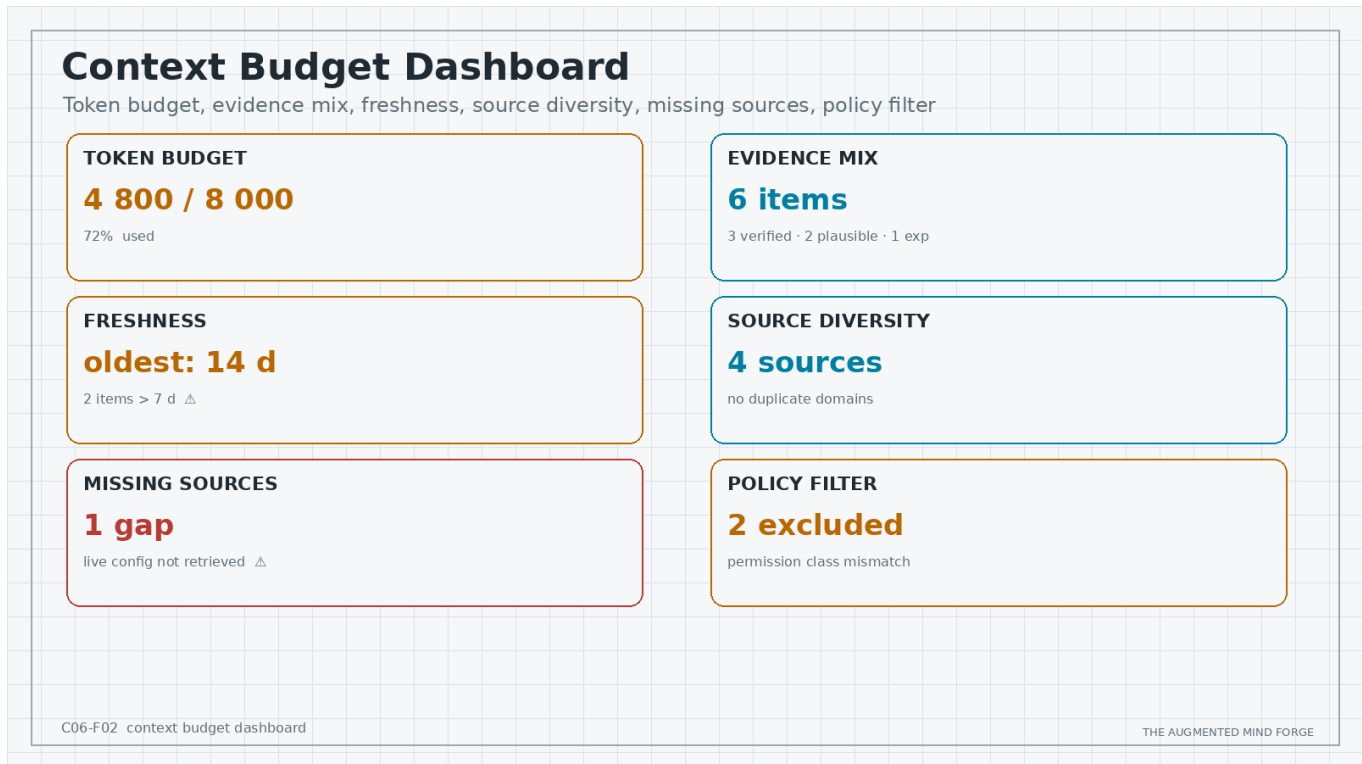 Context Budget Dashboard
Token budget, evidence mix, freshness, source diversity, missing sources, policy filter
TOKEN BUDGET
4 800 / 8 000
72%  used
EVIDENCE MIX
6 items
3 verified · 2 plausible · 1 exp
FRESHNESS
oldest: 14 d
2 items > 7 d ⚠
SOURCE DIVERSITY
4 sources
no duplicate domains
MISSING SOURCES
1 gap
live config not retrieved ⚠
POLICY FILTER
2 excluded
permission class mismatch
C06-F02  context budget dashboard
THE AUGMENTED MIND FORGE